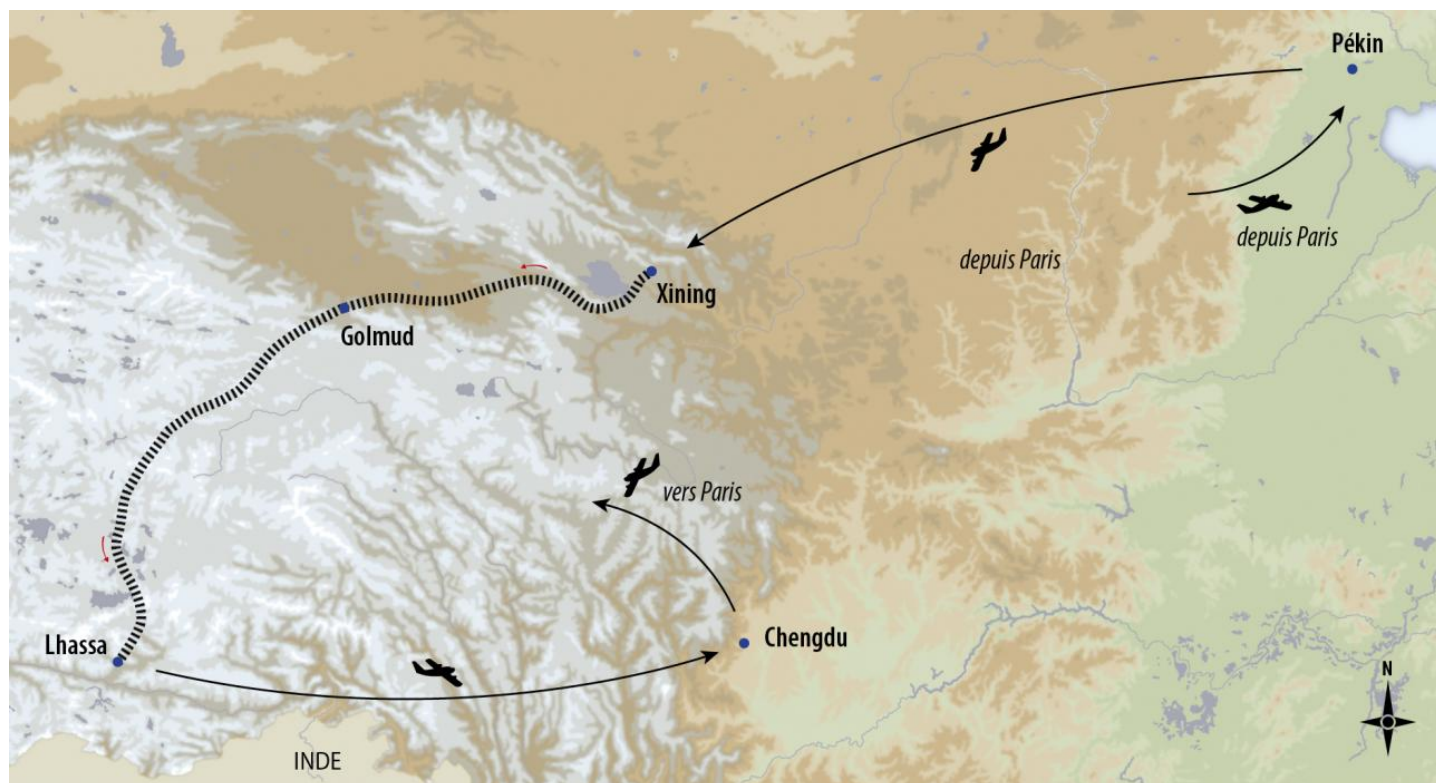 Pékin
depuis Paris
depuis Paris
Xining
Golmud
vers Paris
Lhassa
Chengdu
N
INDE